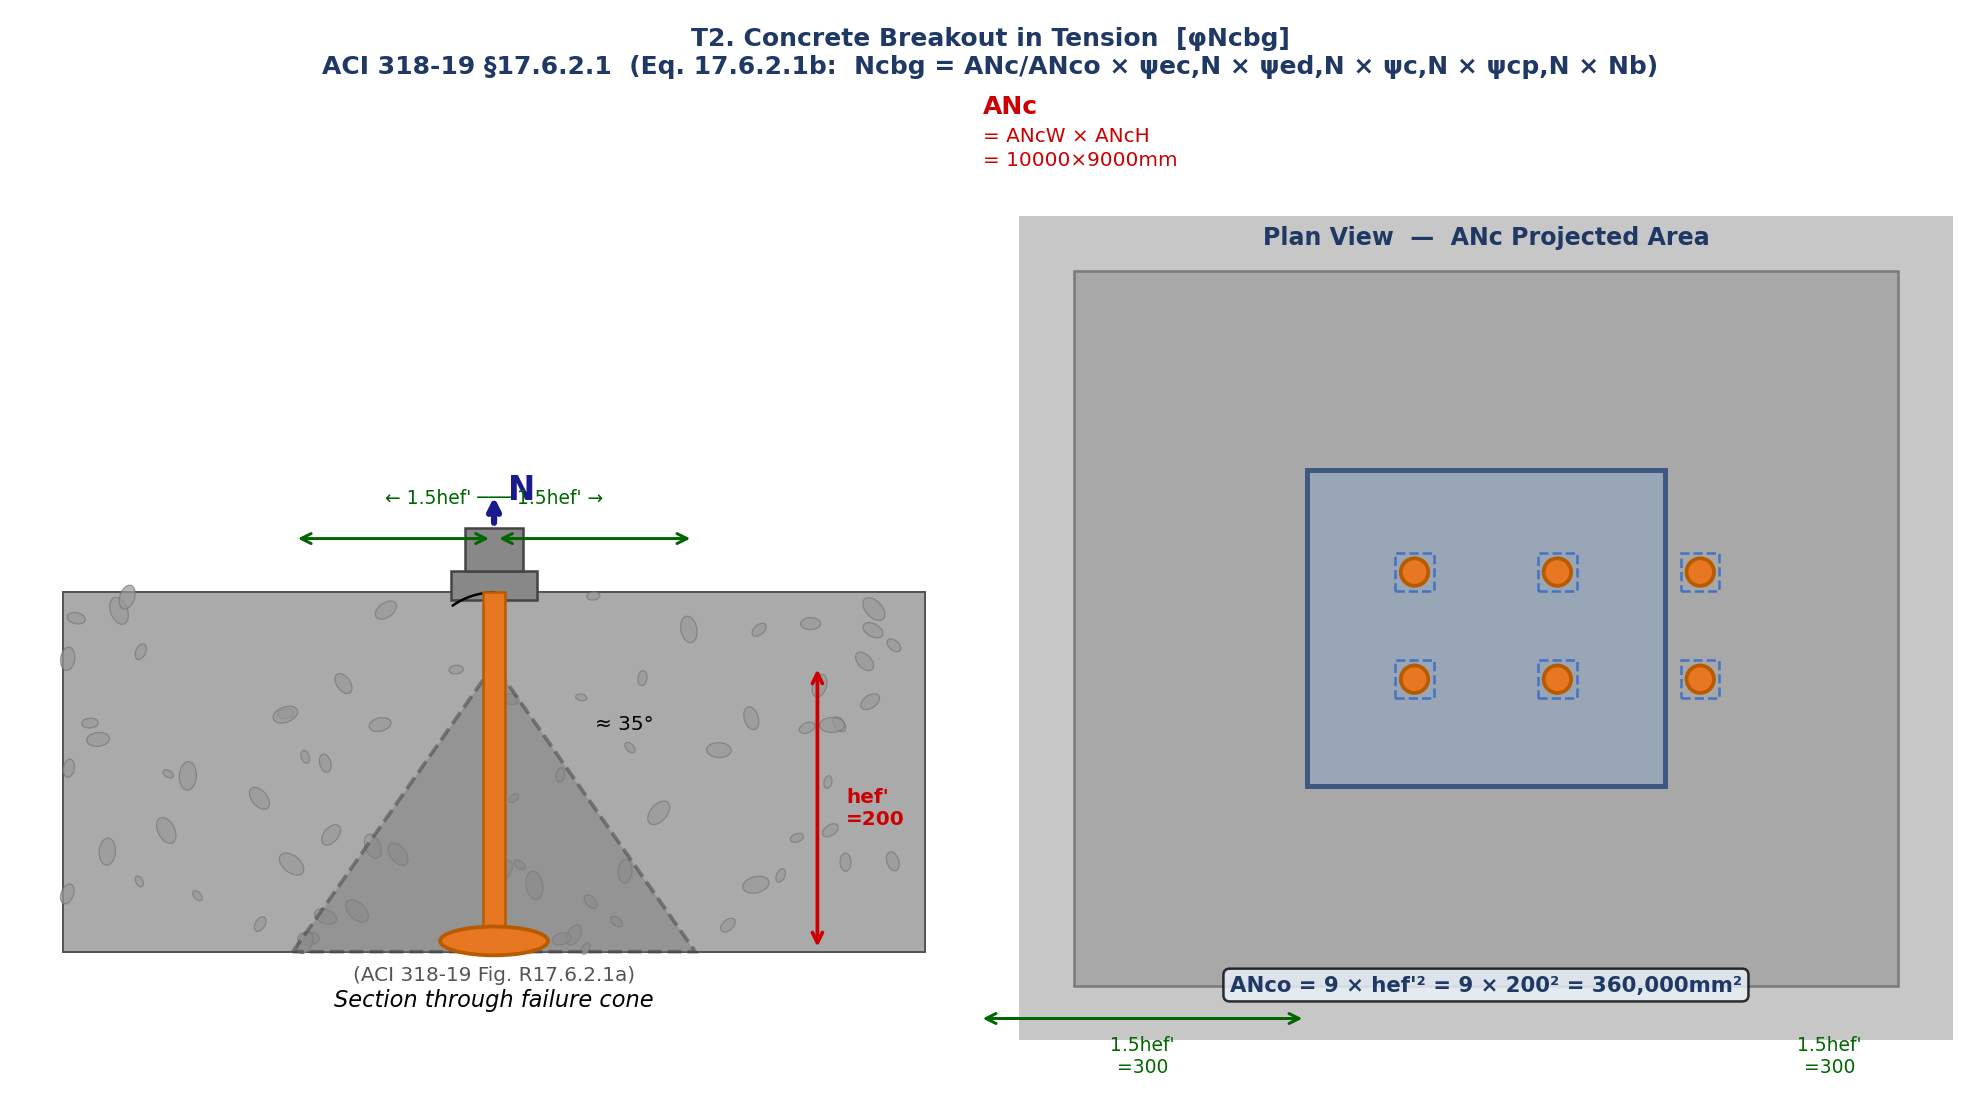 T2. Concrete Breakout in Tension [φNcbg]
ACI 318-19 §17.6.2.1 (Eq. 17.6.2.1b: Ncbg = ANc/ANco × ψec,N × ψed,N × ψc,N × ψcp,N × Nb)
ANc
= ANcW × ANcH
= 10000×9000mm
Plan View — ANc Projected Area
N
← 1.5hef' ─── 1.5hef' →
≈ 35°
hef'
=200
(ACI 318-19 Fig. R17.6.2.1a)
Section through failure cone
ANco = 9 × hef'² = 9 × 200² = 360,000mm²
1.5hef'
=300
1.5hef'
=300